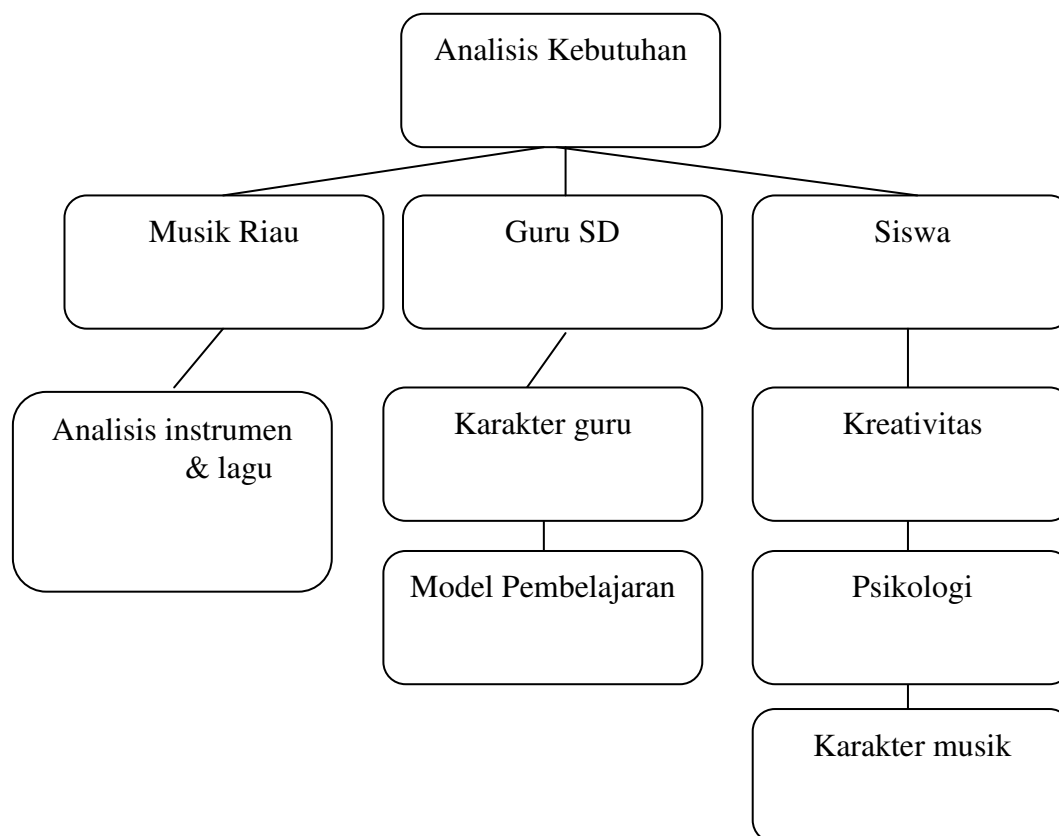 Analisis Kebutuhan
Musik Riau
Guru SD
Siswa
Analisis instrumen
& lagu
Karakter guru
Kreativitas
Model Pembelajaran
Psikologi
Karakter musik